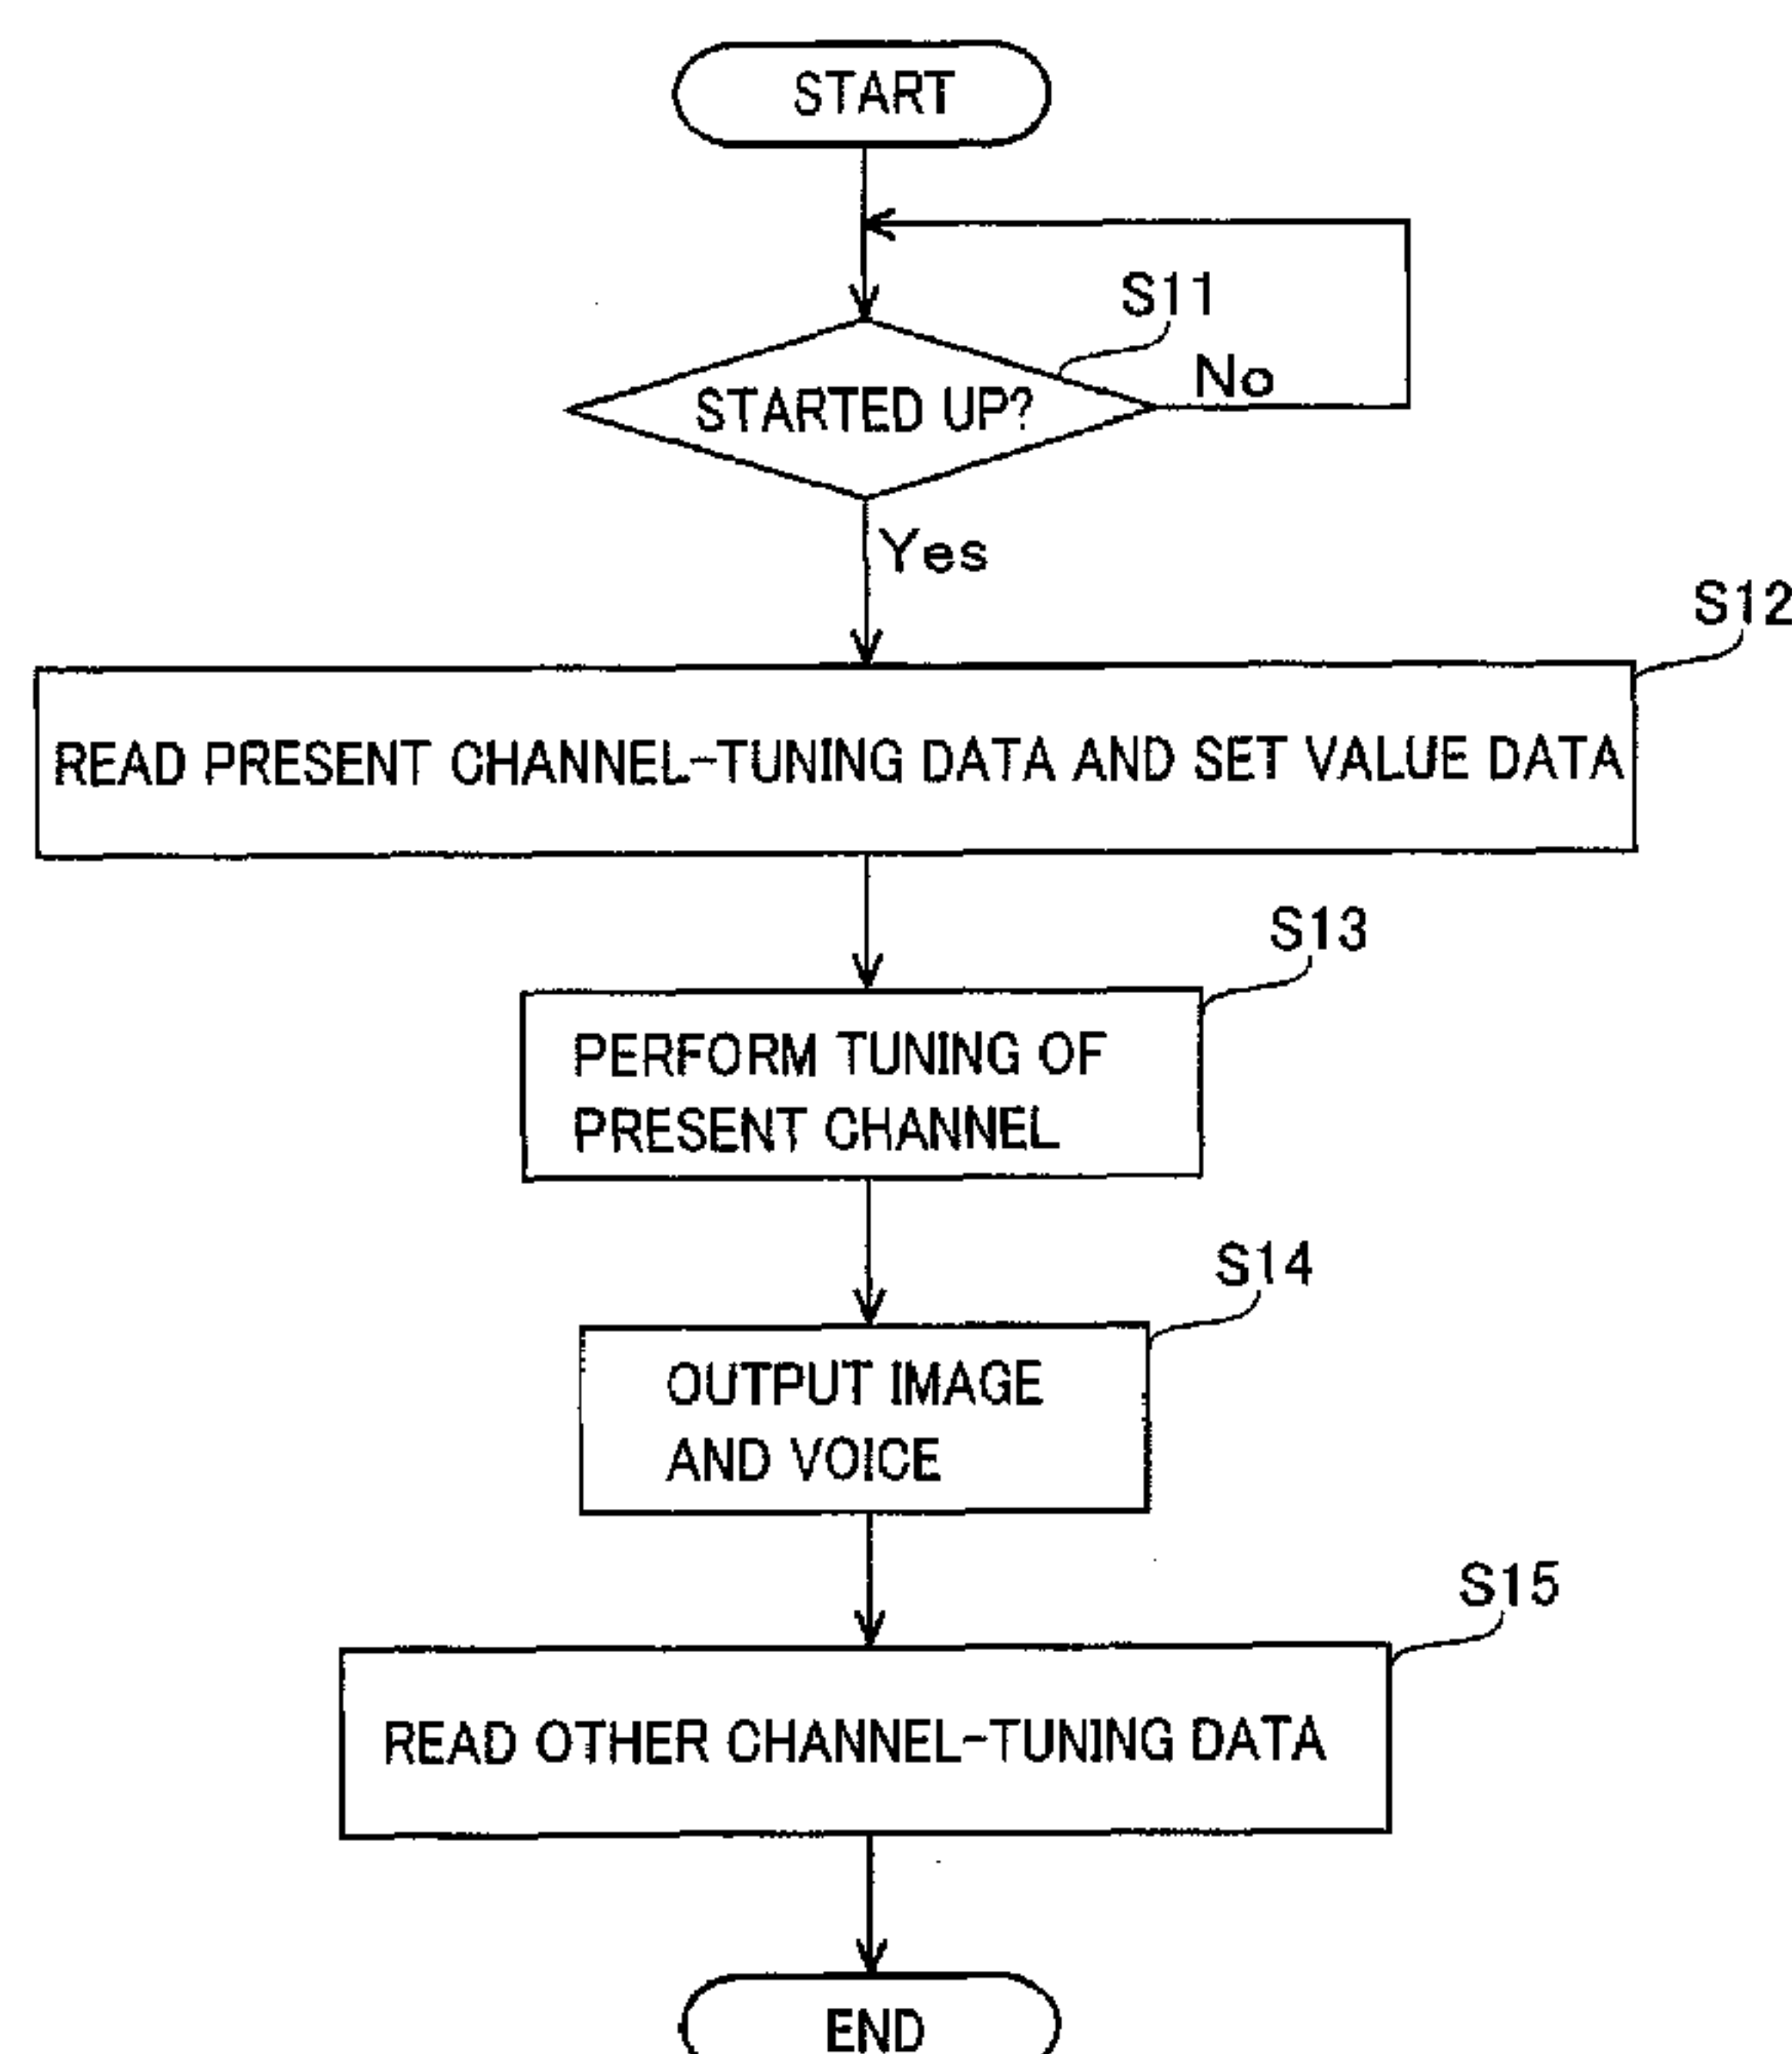 START
S11
STARTED UP?
No
Yes
S12
READ PRESENT CHANNEL-TUNING DATA AND SET VALUE DATA
S13
PERFORM TUNING OF
PRESENT CHANNEL
S14
OUTPUT IMAGE
AND VOICE
S15
READ OTHER CHANNEL-TUNING DATA
END